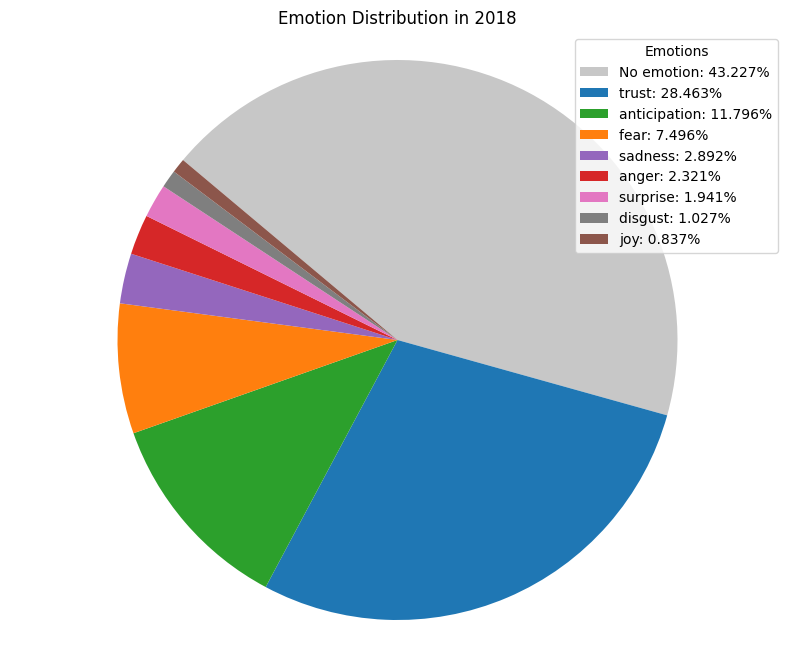 Emotion Distribution in 2018
Emotions
No emotion: 43.227%
trust: 28.463%
anticipation: 11.796%
fear: 7.496%
sadness: 2.892%
anger: 2.321%
surprise: 1.941%
disgust: 1.027%
joy: 0.837%